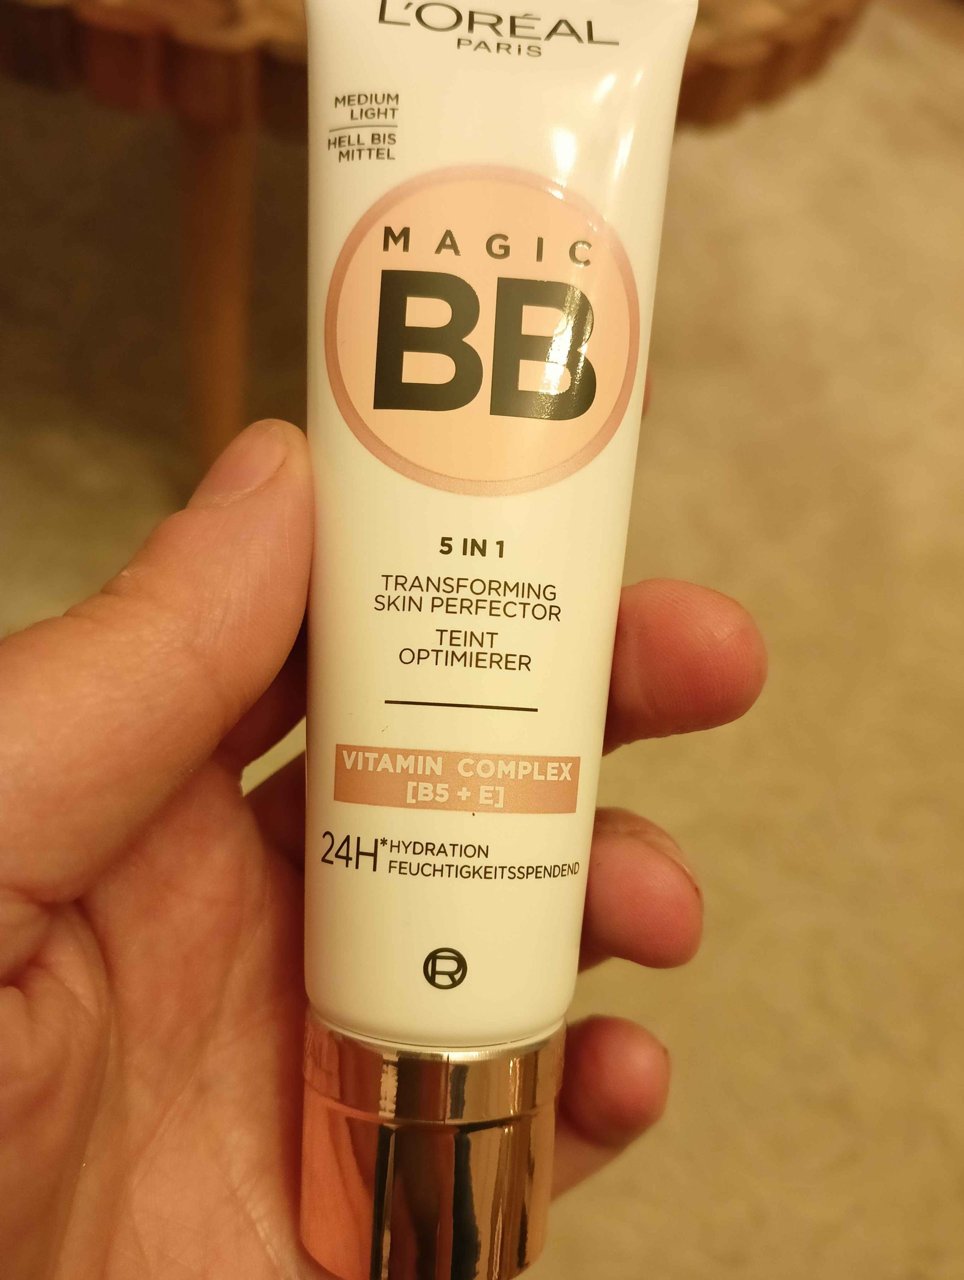 L'ORÉAL
PARIS
MEDIUM
LIGHT
HELL BIS
MITTEL
MAGIC
BB
5 IN 1
TRANSFORMING
SKIN PERFECTOR
TEINT
OPTIMIERER
VITAMIN COMPLEX
[B5 + E]
24H* HYDRATION
FEUCHTIGKEITSSPENDEND